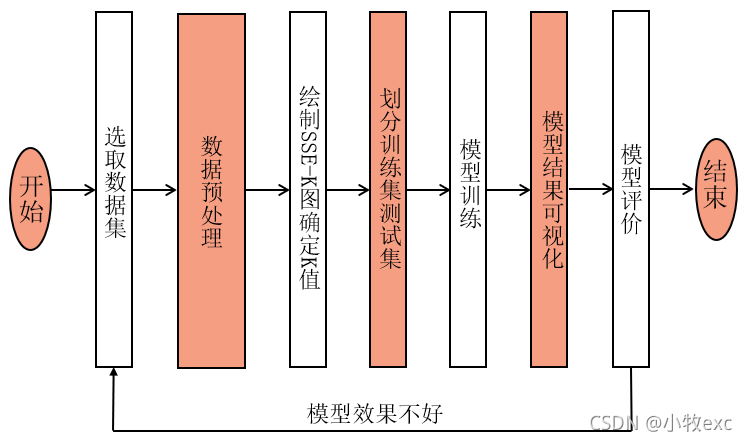 开始
选取数据集
数据预处理
绘制SSE-K图确定K值
划分训练集测试集
模型训练
模型结果可视化
模型评价
结束
模型效果不好
CSDN @小牧exc